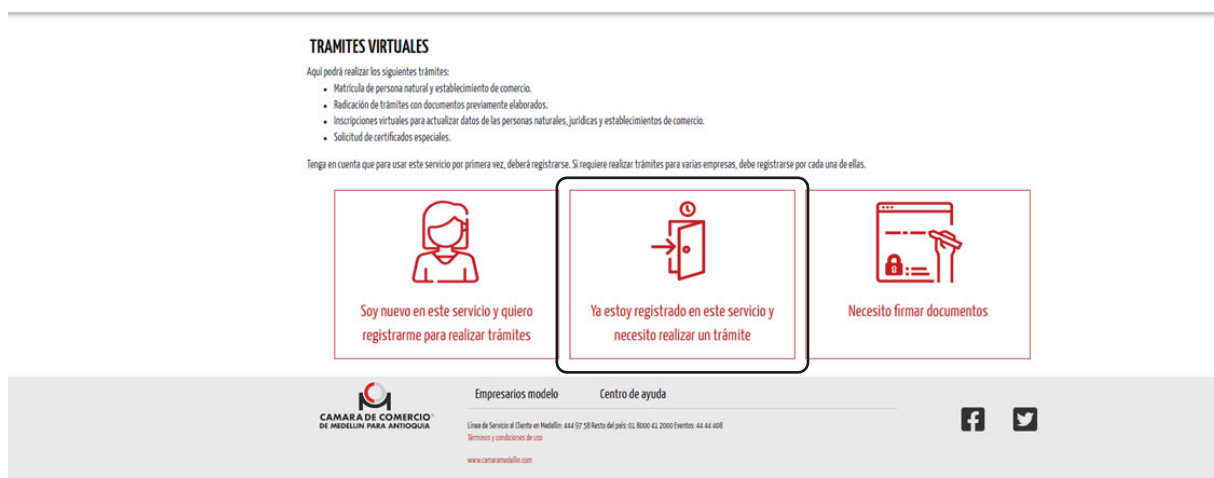 TRAMITES VIRTUALES
Aquí podrá realizar los siguientes trámites:
• Matrícula de persona natural y establecimiento de comercio.
• Radicación de trámites con documentos previamente elaborados.
• Inscripciones virtuales para actualizar datos de las personas naturales, jurídicas y establecimientos de comercio.
• Solicitud de certificados especiales.
Tenga en cuenta que para usar este servicio por primera vez, deberá registrarse. Si requiere realizar trámites para varias empresas, debe registrarse por cada una de ellas.
Soy nuevo en este servicio y quiero
registrarme para realizar trámites
Ya estoy registrado en este servicio y
necesito realizar un trámite
Necesito firmar documentos
CAMARA DE COMERCIO
DE MEDELLIN PARA ANTIOQUIA
Empresarios modelo Centro de ayuda
Línea de Servicio al Cliente en Medellín: 444 97 58 Resto del país: 01 8000 41 2000 Eventos: 44 44 408
Términos y condiciones de uso
www.camaramedellin.com